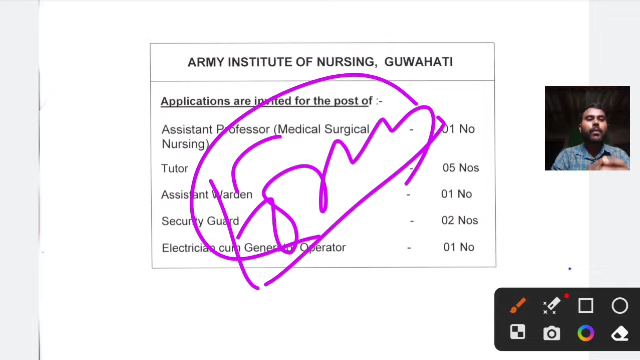 ARMY INSTITUTE OF NURSING, GUWAHATI
Applications are invited for the post of :-
Assistant Professor (Medical Surgical - 01 No
Nursing)
Tutor - 05 Nos
Assistant Warden - 01 No
Security Guard - 02 Nos
Electrician cum Generator Operator - 01 No